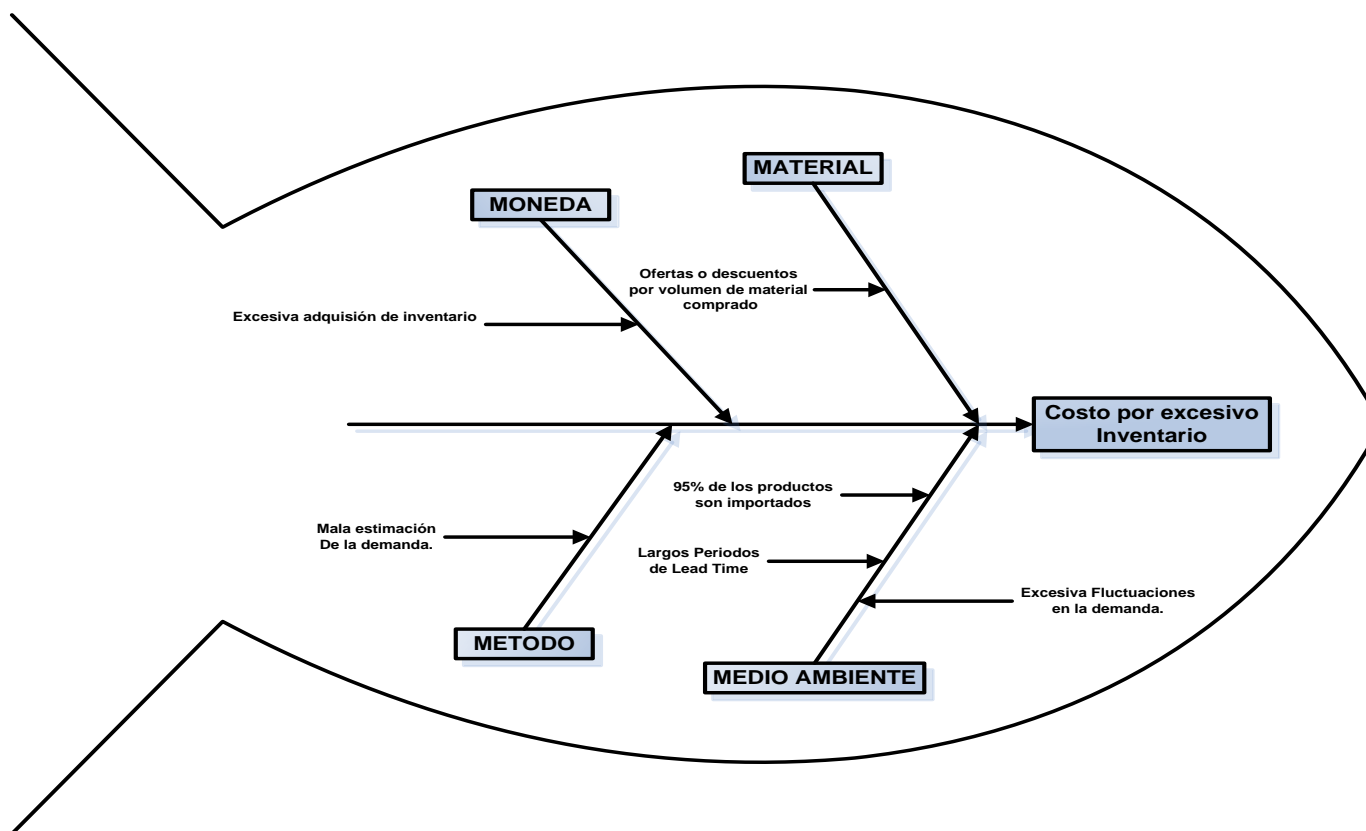 MATERIAL
MONEDA
Ofertas o descuentos
por volumen de material
comprado
Excesiva adquisión de inventario
Costo por excesivo
Inventario
95% de los productos
son importados
Mala estimación
De la demanda.
Largos Periodos
de Lead Time
Excesiva Fluctuaciones
en la demanda.
METODO
MEDIO AMBIENTE